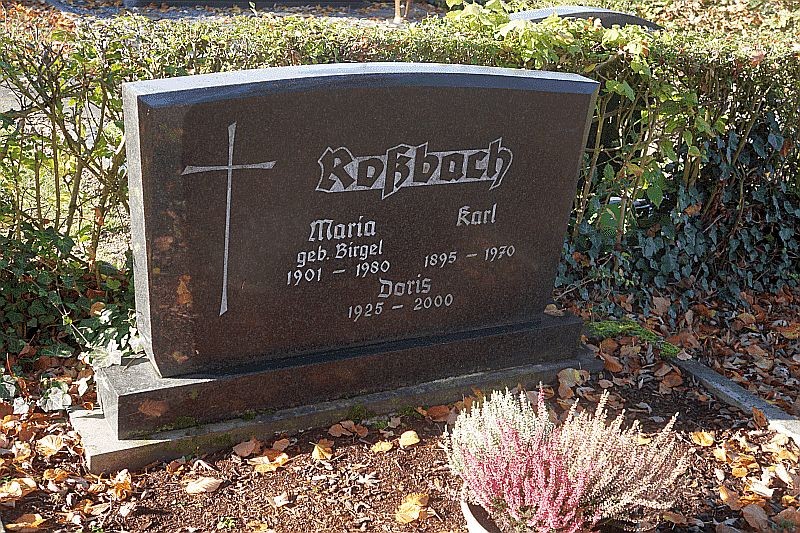 Roßbach
Maria Karl
geb. Birgel
1901 – 1980 1895 – 1970
Doris
1925 – 2000